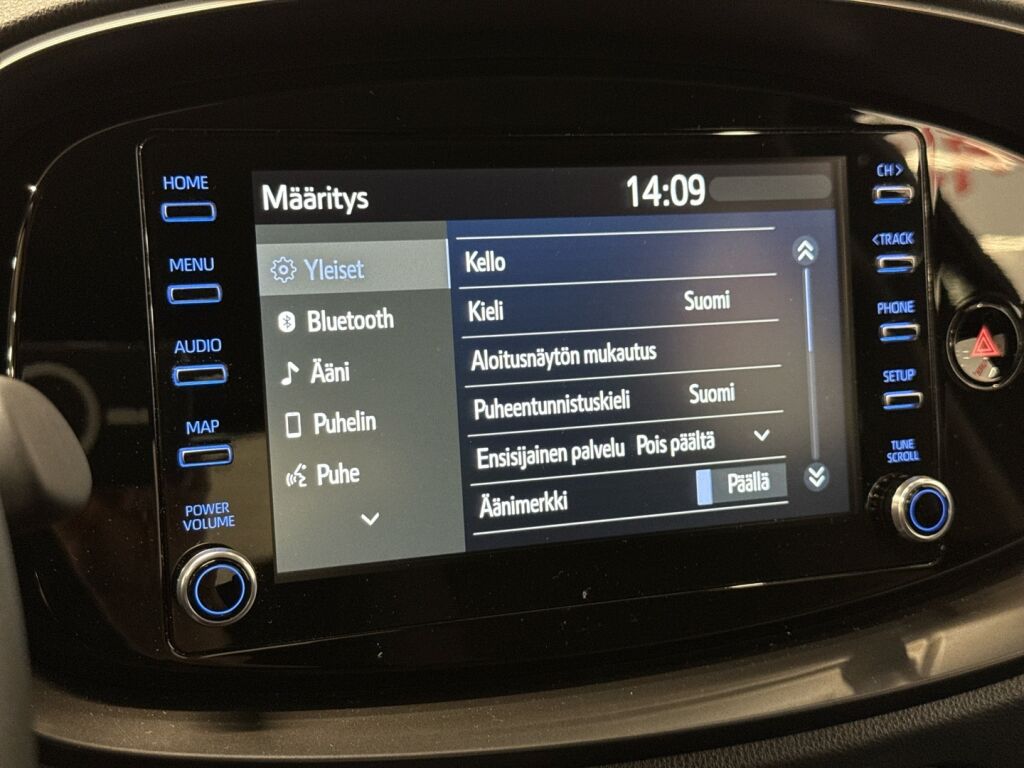 HOME
MENU
AUDIO
MAP
POWER
VOLUME
Määritys 14:09
Yleiset
Bluetooth
Ääni
Puhelin
Puhe
Kello
Kieli Suomi
Aloitusnäytön mukautus
Puheentunnistuskieli Suomi
Ensisijainen palvelu Pois päältä
Äänimerkki Päällä
CH>
<TRACK
PHONE
SETUP
TUNE
SCROLL